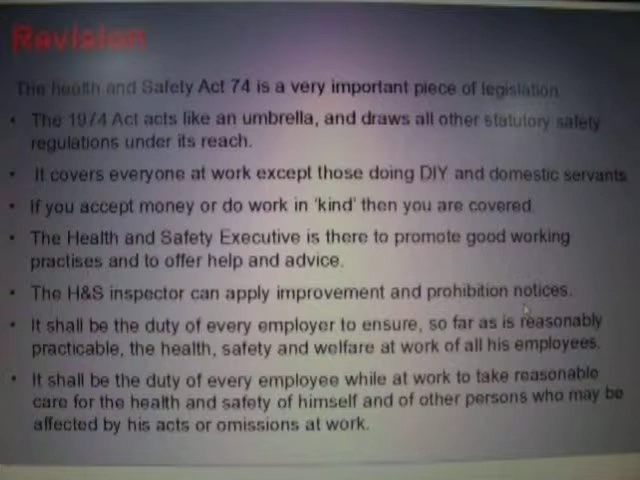 Revision
The health and Safety Act 74 is a very important piece of legislation
• The 1974 Act acts like an umbrella, and draws all other statutory safety
regulations under its reach.
• It covers everyone at work except those doing DIY and domestic servants
• If you accept money or do work in 'kind' then you are covered.
• The Health and Safety Executive is there to promote good working
practises and to offer help and advice.
• The H&S inspector can apply improvement and prohibition notices.
• It shall be the duty of every employer to ensure, so far as is reasonably
practicable, the health, safety and welfare at work of all his employees.
• It shall be the duty of every employee while at work to take reasonable
care for the health and safety of himself and of other persons who may be
affected by his acts or omissions at work.